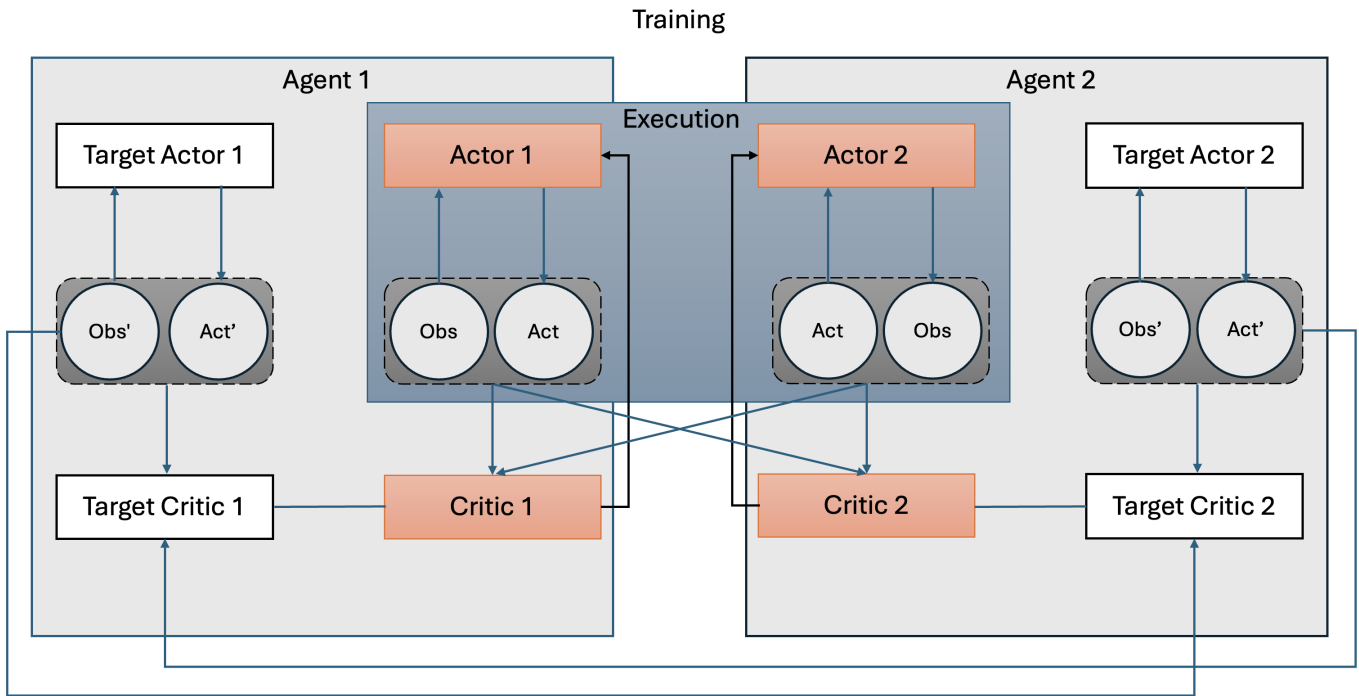 Training
Agent 1
Agent 2
Execution
Target Actor 1
Actor 1
Actor 2
Target Actor 2
Obs'
Act’
Obs
Act
Act
Obs
Obs’
Act’
Target Critic 1
Critic 1
Critic 2
Target Critic 2